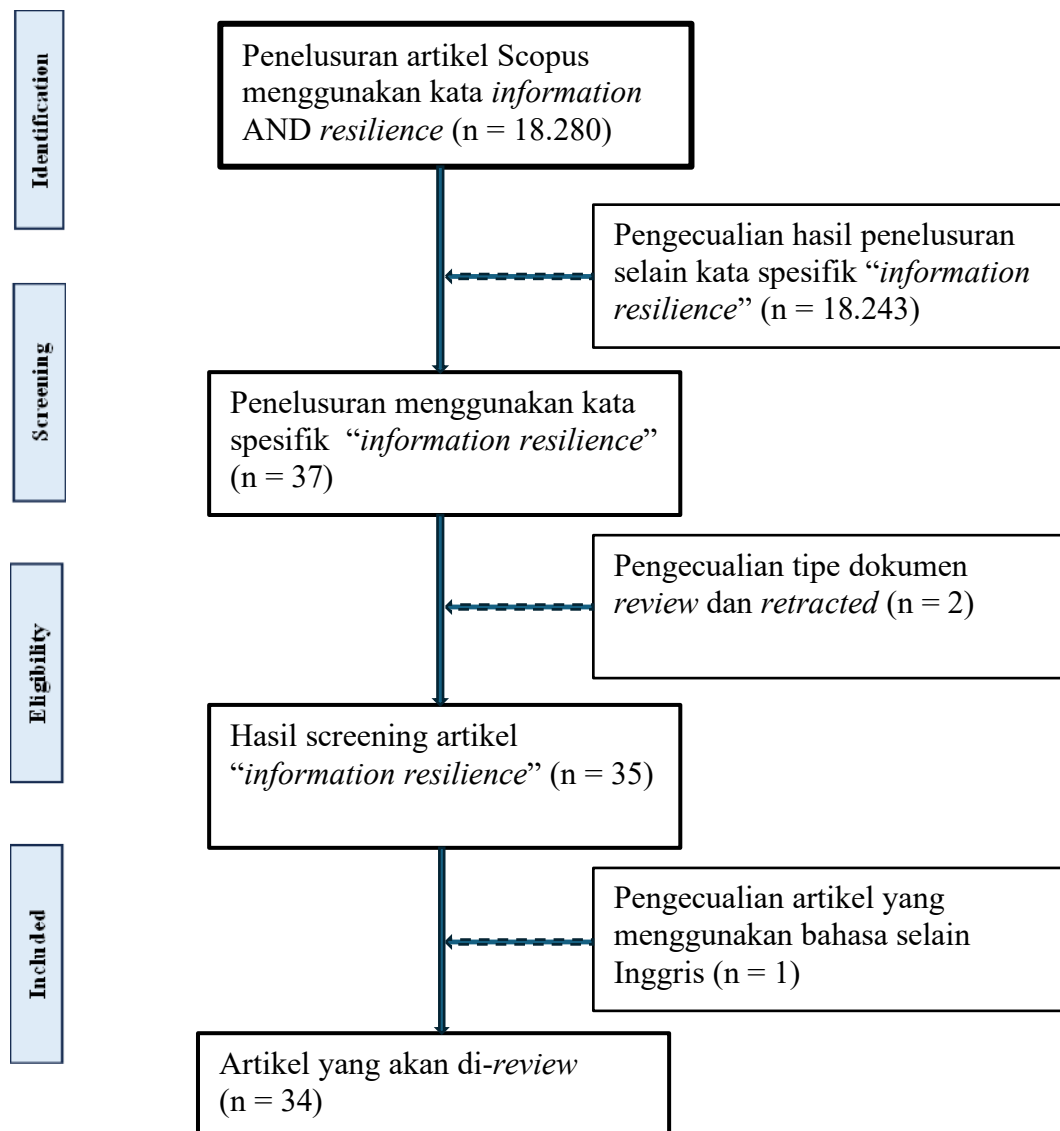 Identification
Penelusuran artikel Scopus
menggunakan kata information
AND resilience (n = 18.280)
Pengecualian hasil penelusuran
selain kata spesifik “information
resilience” (n = 18.243)
Screening
Penelusuran menggunakan kata
spesifik “information resilience”
(n = 37)
Pengecualian tipe dokumen
review dan retracted (n = 2)
Eligibility
Hasil screening artikel
“information resilience” (n = 35)
Pengecualian artikel yang
menggunakan bahasa selain
Inggris (n = 1)
Included
Artikel yang akan di-review
(n = 34)